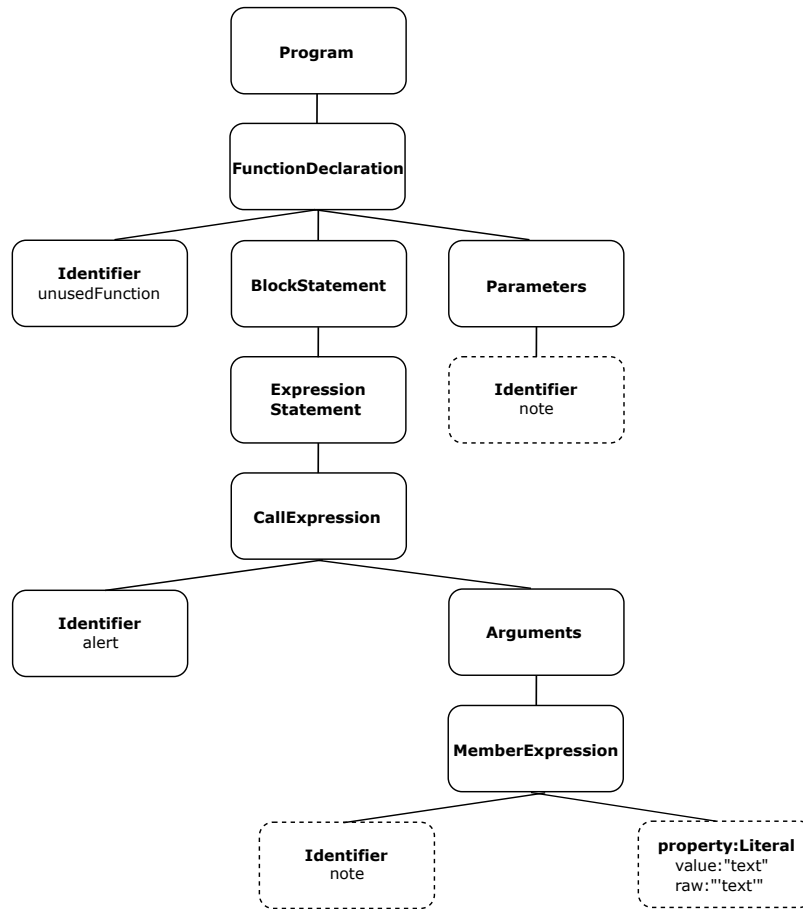 Program
FunctionDeclaration
Identifier
unusedFunction
BlockStatement
Parameters
Expression
Statement
Identifier
note
CallExpression
Identifier
alert
Arguments
MemberExpression
Identifier
note
property:Literal
value:"text"
raw:"'text'"